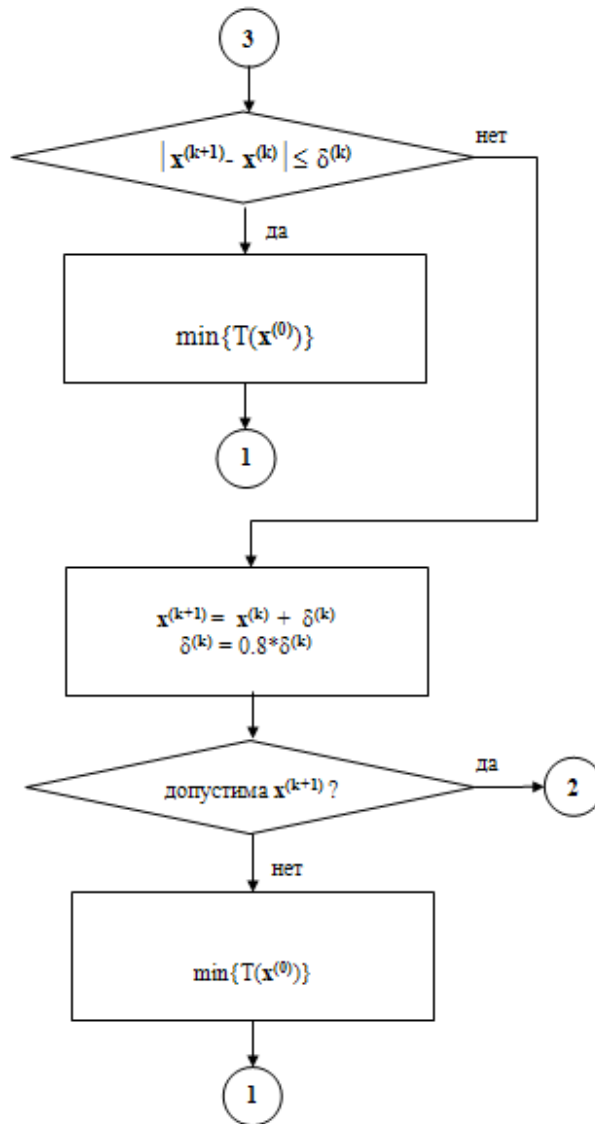 3
нет
|x^(k+1)- x^(k)| ≤ δ^(k)
да
min{T(x^(0))}
1
x^(k+1) = x^(k) + δ^(k)
δ^(k) = 0.8*δ^(k)
да
допустима x^(k+1) ?
2
нет
min{T(x^(0))}
1